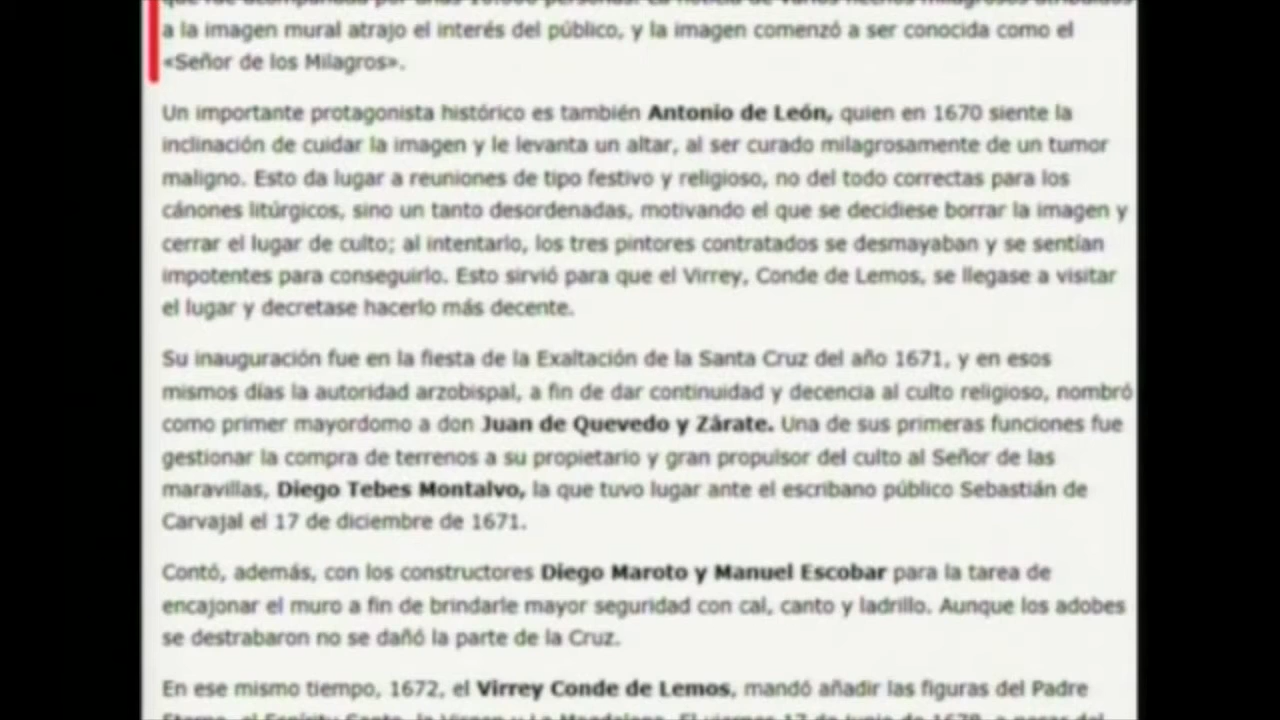 a la imagen mural atrajo el interés del público, y la imagen comenzó a ser conocida como el
«Señor de los Milagros».
Un importante protagonista histórico es también Antonio de León, quien en 1670 siente la
inclinación de cuidar la imagen y le levanta un altar, al ser curado milagrosamente de un tumor
maligno. Esto da lugar a reuniones de tipo festivo y religioso, no del todo correctas para los
cánones litúrgicos, sino un tanto desordenadas, motivando el que se decidiese borrar la imagen y
cerrar el lugar de culto; al intentarlo, los tres pintores contratados se desmayaban y se sentían
impotentes para conseguirlo. Esto sirvió para que el Virrey, Conde de Lemos, se llegase a visitar
el lugar y decretase hacerlo más decente.
Su inauguración fue en la fiesta de la Exaltación de la Santa Cruz del año 1671, y en esos
mismos días la autoridad arzobispal, a fin de dar continuidad y decencia al culto religioso, nombró
como primer mayordomo a don Juan de Quevedo y Zárate. Una de sus primeras funciones fue
gestionar la compra de terrenos a su propietario y gran propulsor del culto al Señor de las
maravillas, Diego Tebes Montalvo, la que tuvo lugar ante el escribano público Sebastián de
Carvajal el 17 de diciembre de 1671.
Contó, además, con los constructores Diego Maroto y Manuel Escobar para la tarea de
encajonar el muro a fin de brindarle mayor seguridad con cal, canto y ladrillo. Aunque los adobes
se destrabaron no se dañó la parte de la Cruz.
En ese mismo tiempo, 1672, el Virrey Conde de Lemos, mandó añadir las figuras del Padre